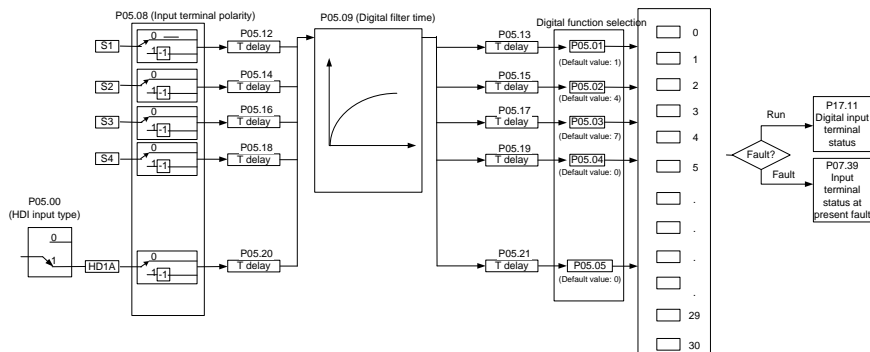 P05.08 (Input terminal polarity)
P05.09 (Digital filter time)
Digital function selection
S1
0
1
-1
P05.12
T delay
P05.13
T delay
P05.01
(Default value: 1)
S2
0
1
-1
P05.14
T delay
P05.15
T delay
P05.02
(Default value: 4)
S3
0
1
-1
P05.16
T delay
P05.17
T delay
P05.03
(Default value: 7)
S4
0
1
-1
P05.18
T delay
P05.19
T delay
P05.04
(Default value: 0)
P05.00
(HDI input type)
0
1
HD1A
0
1
-1
P05.20
T delay
P05.21
T delay
P05.05
(Default value: 0)
0
1
2
3
4
5
.
.
.
.
29
30
Fault?
Run
Fault
P17.11
Digital input
terminal
status
P07.39
Input
terminal
status at
present fault